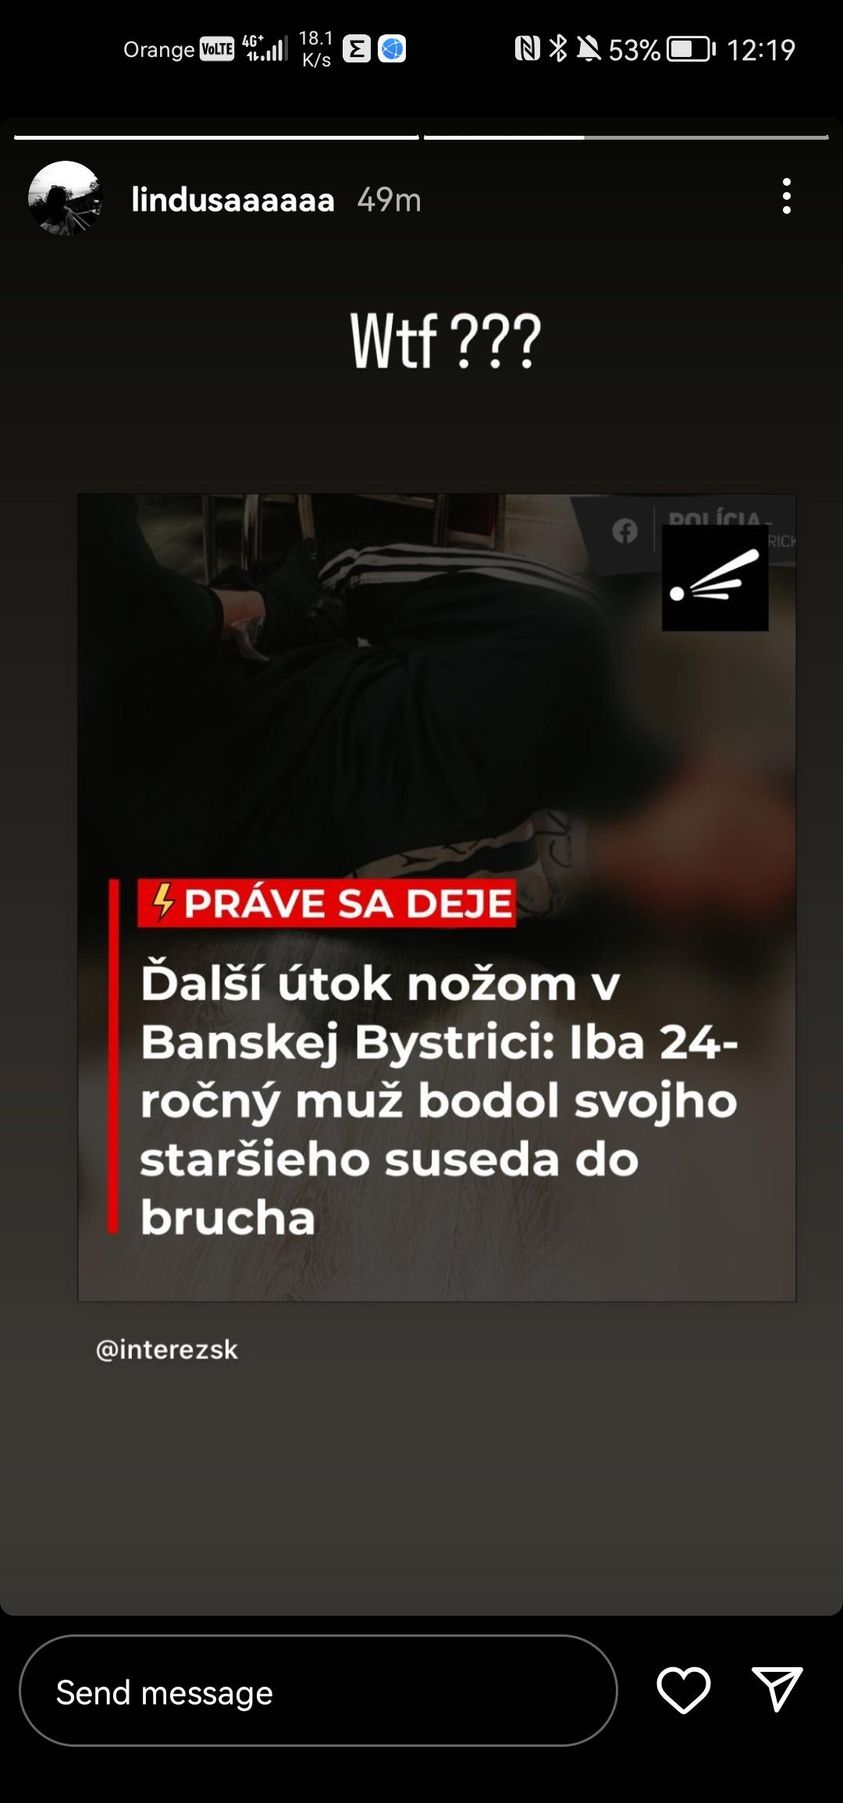 Orange VoLTE 4G+ 18.1 K/s 53% 12:19
lindusaaaaaa 49m
Wtf ???
POLÍCIA-
⚡PRÁVE SA DEJE
Ďalší útok nožom v
Banskej Bystrici: Iba 24-
ročný muž bodol svojho
staršieho suseda do
brucha
@interezsk
Send message